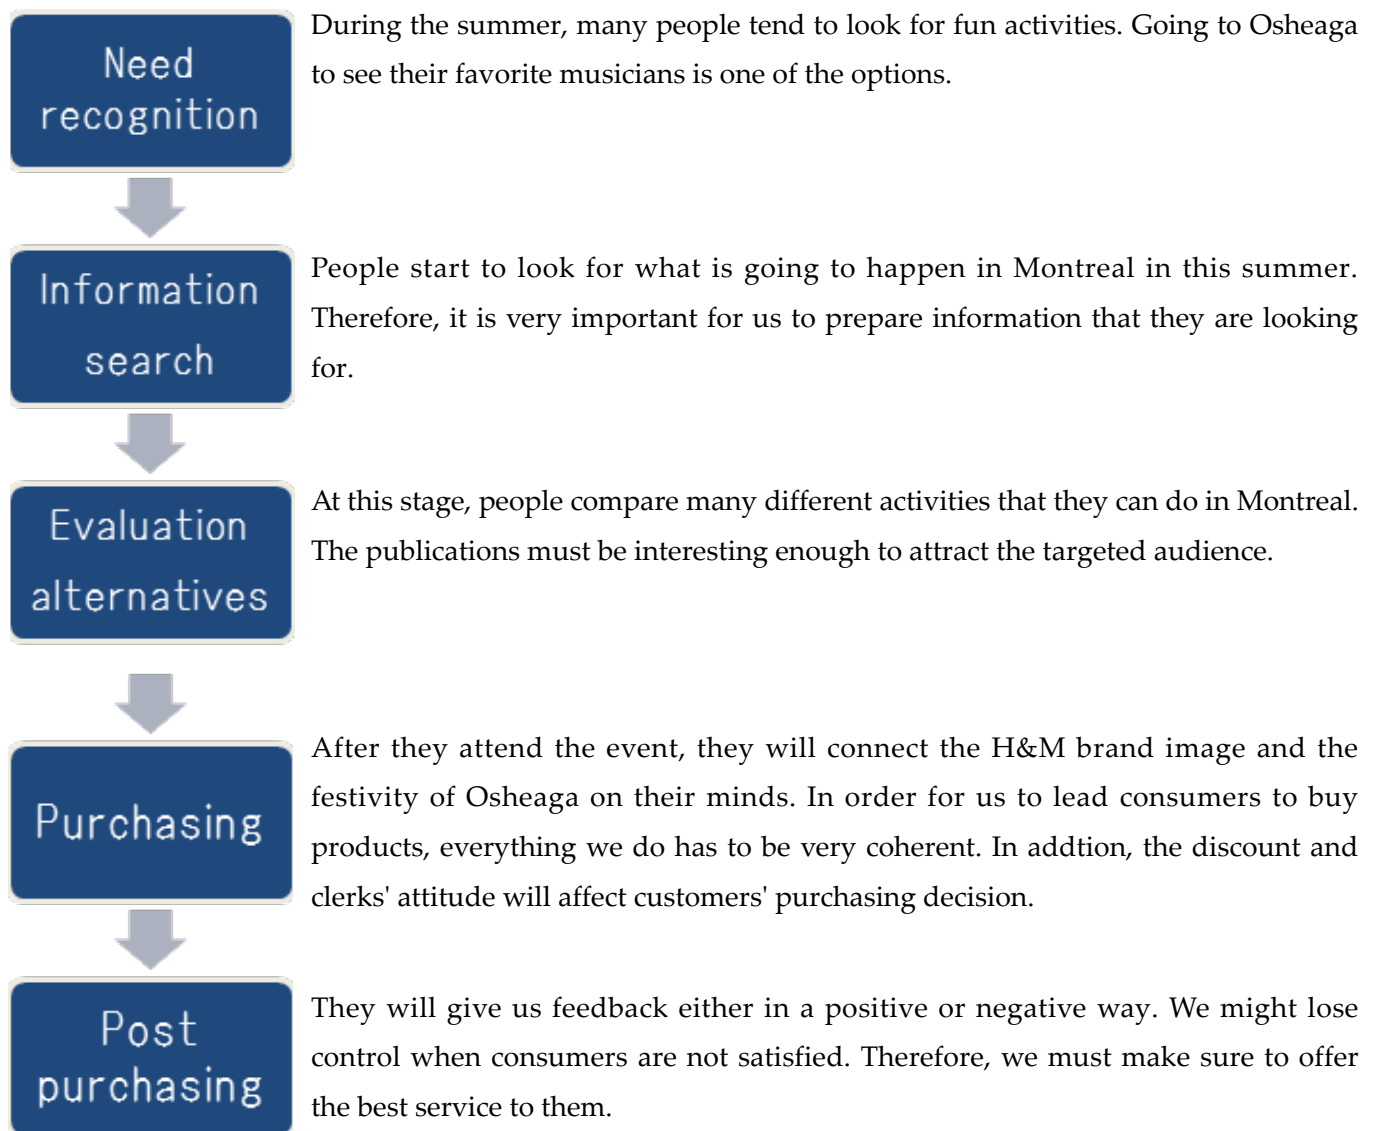 Need
recognition
During the summer, many people tend to look for fun activities. Going to Osheaga
to see their favorite musicians is one of the options.
Information
search
People start to look for what is going to happen in Montreal in this summer.
Therefore, it is very important for us to prepare information that they are looking
for.
Evaluation
alternatives
At this stage, people compare many different activities that they can do in Montreal.
The publications must be interesting enough to attract the targeted audience.
Purchasing
After they attend the event, they will connect the H&M brand image and the
festivity of Osheaga on their minds. In order for us to lead consumers to buy
products, everything we do has to be very coherent. In addtion, the discount and
clerks' attitude will affect customers' purchasing decision.
Post
purchasing
They will give us feedback either in a positive or negative way. We might lose
control when consumers are not satisfied. Therefore, we must make sure to offer
the best service to them.